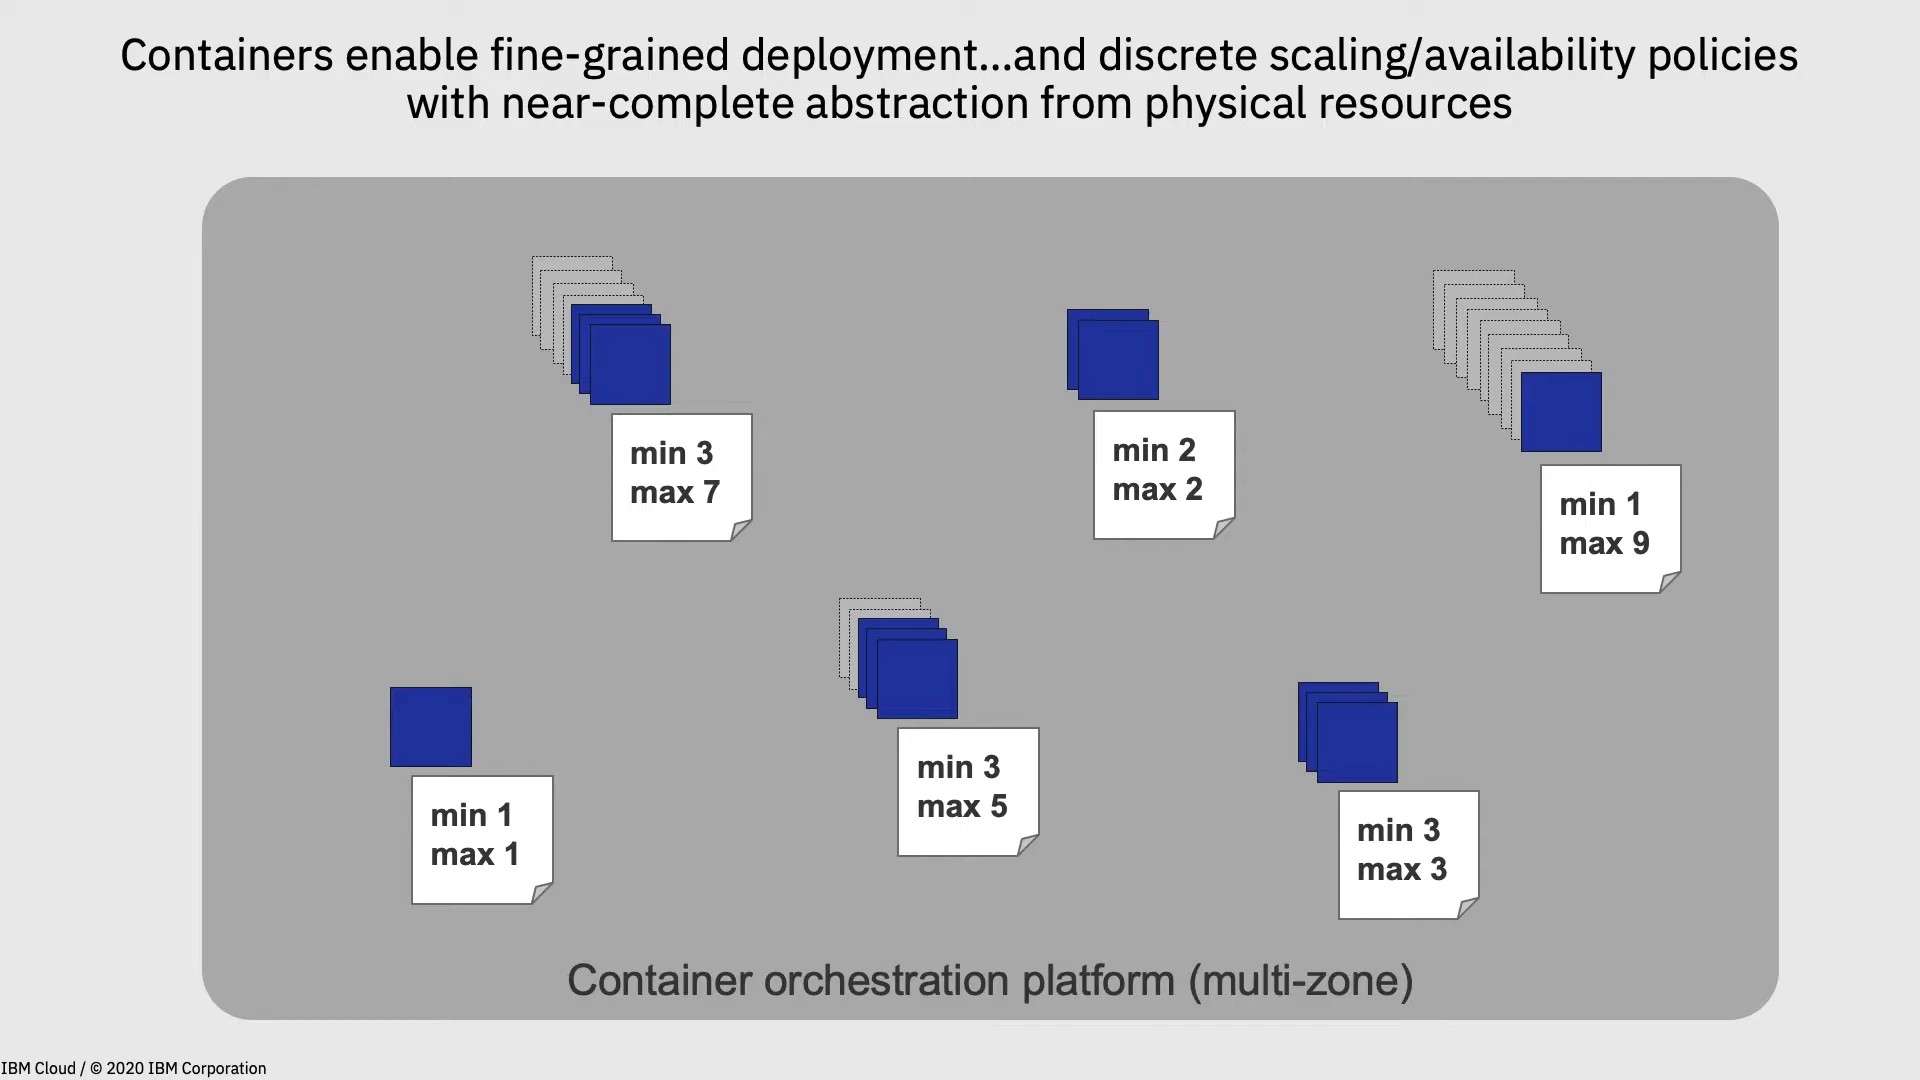 Containers enable fine-grained deployment...and discrete scaling/availability policies
with near-complete abstraction from physical resources
min 3
max 7
min 2
max 2
min 1
max 9
min 1
max 1
min 3
max 5
min 3
max 3
Container orchestration platform (multi-zone)
IBM Cloud / © 2020 IBM Corporation